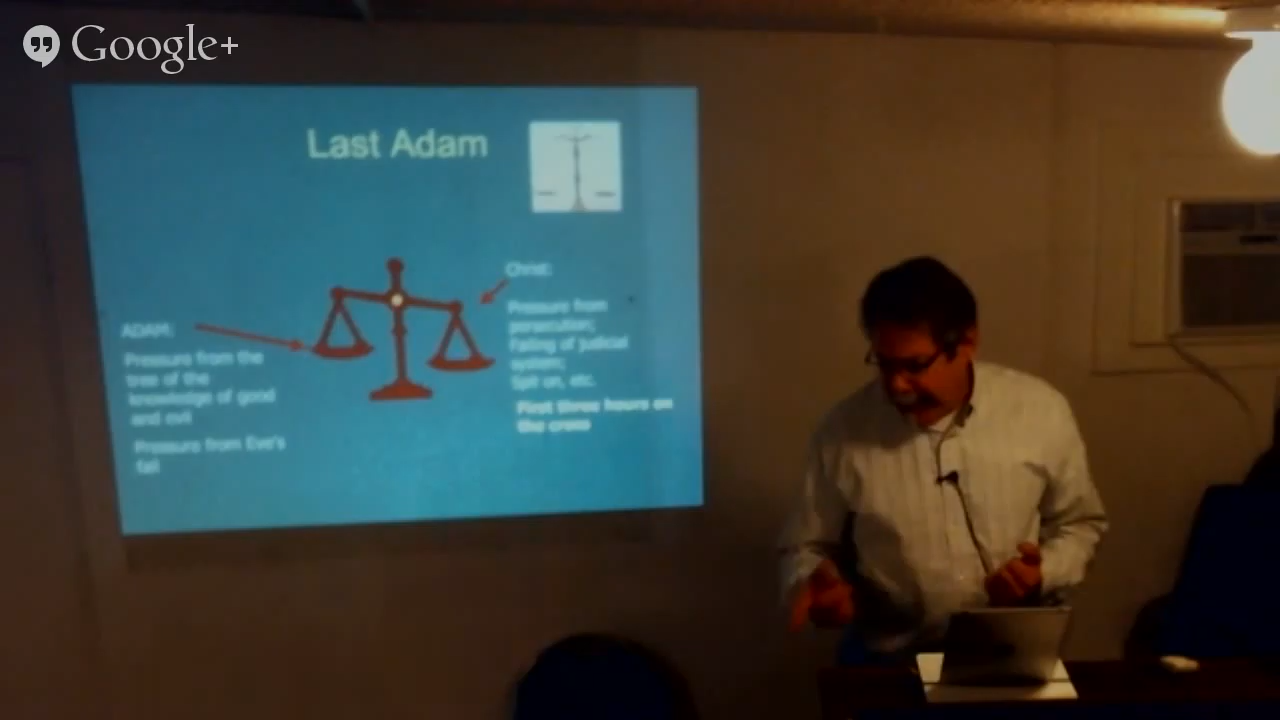 Google+
Last Adam
Christ:
Pressure from
persecution;
Failing of judicial
system;
Spit on, etc.
First three hours on
the cross
ADAM:
Pressure from the
tree of the
knowledge of good
and evil
Pressure from Eve's
fall